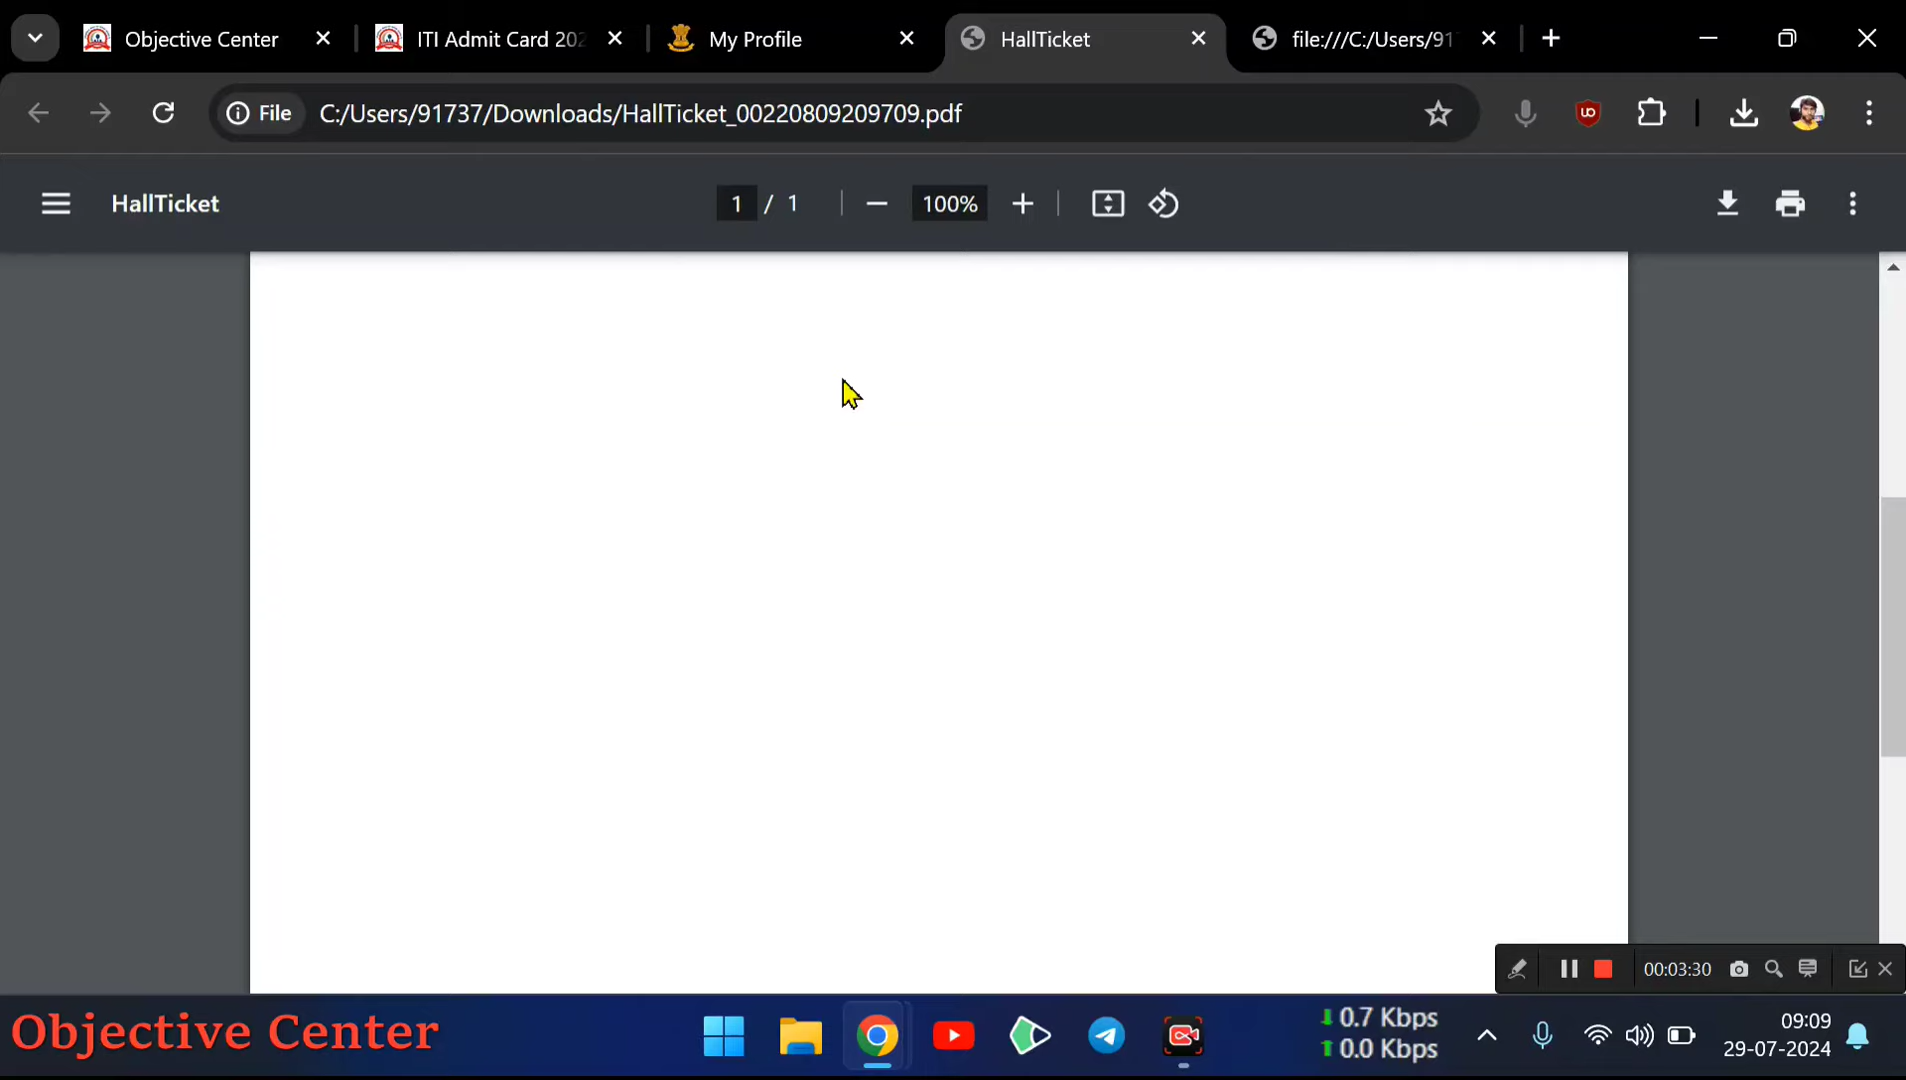 Objective Center
ITI Admit Card 202
My Profile
HallTicket
file:///C:/Users/91
File
C:/Users/91737/Downloads/HallTicket_00220809209709.pdf
HallTicket
1 / 1
100%
00:03:30
Objective Center
0.7 Kbps
0.0 Kbps
09:09
29-07-2024